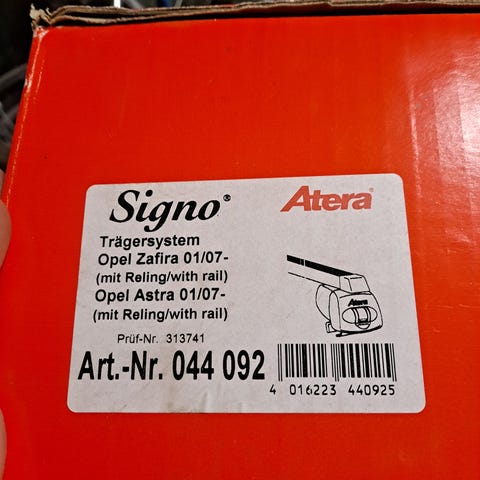 Signo®
Atera®
Trägersystem
Opel Zafira 01/07-
(mit Reling/with rail)
Opel Astra 01/07-
(mit Reling/with rail)
Atera
Prüf-Nr. 313741
Art.-Nr. 044 092
4 016223 440925